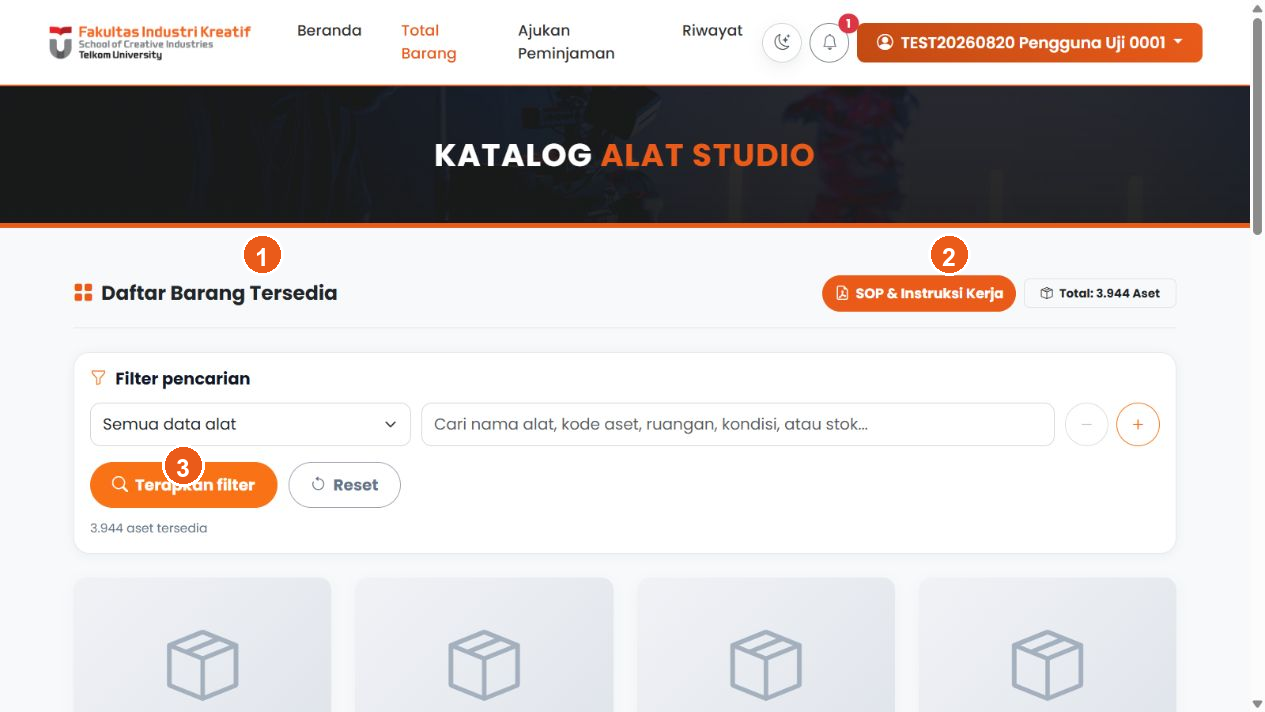 Fakultas Industri Kreatif
School of Creative Industries
Telkom University
Beranda
Total
Barang
Ajukan
Peminjaman
Riwayat
1
TEST20260820 Pengguna Uji 0001
KATALOG ALAT STUDIO
1
2
Daftar Barang Tersedia
SOP & Instruksi Kerja
Total: 3.944 Aset
Filter pencarian
Semua data alat
Cari nama alat, kode aset, ruangan, kondisi, atau stok...
3
Terapkan filter
Reset
3.944 aset tersedia